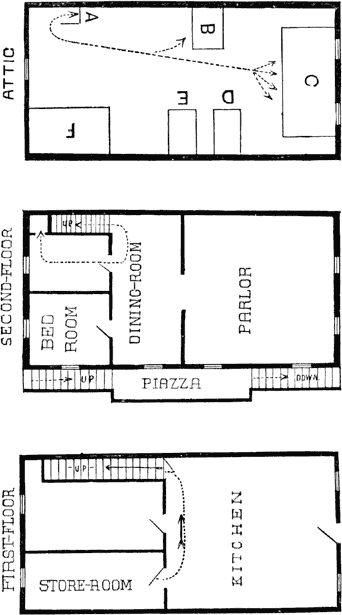 ATTIC
A
B
C
D
E
F
SECOND-FLOOR
UP
DINING-ROOM
BED
ROOM
PARLOR
UP
PIAZZA
DOWN
FIRST-FLOOR
UP
KITCHEN
STORE-ROOM